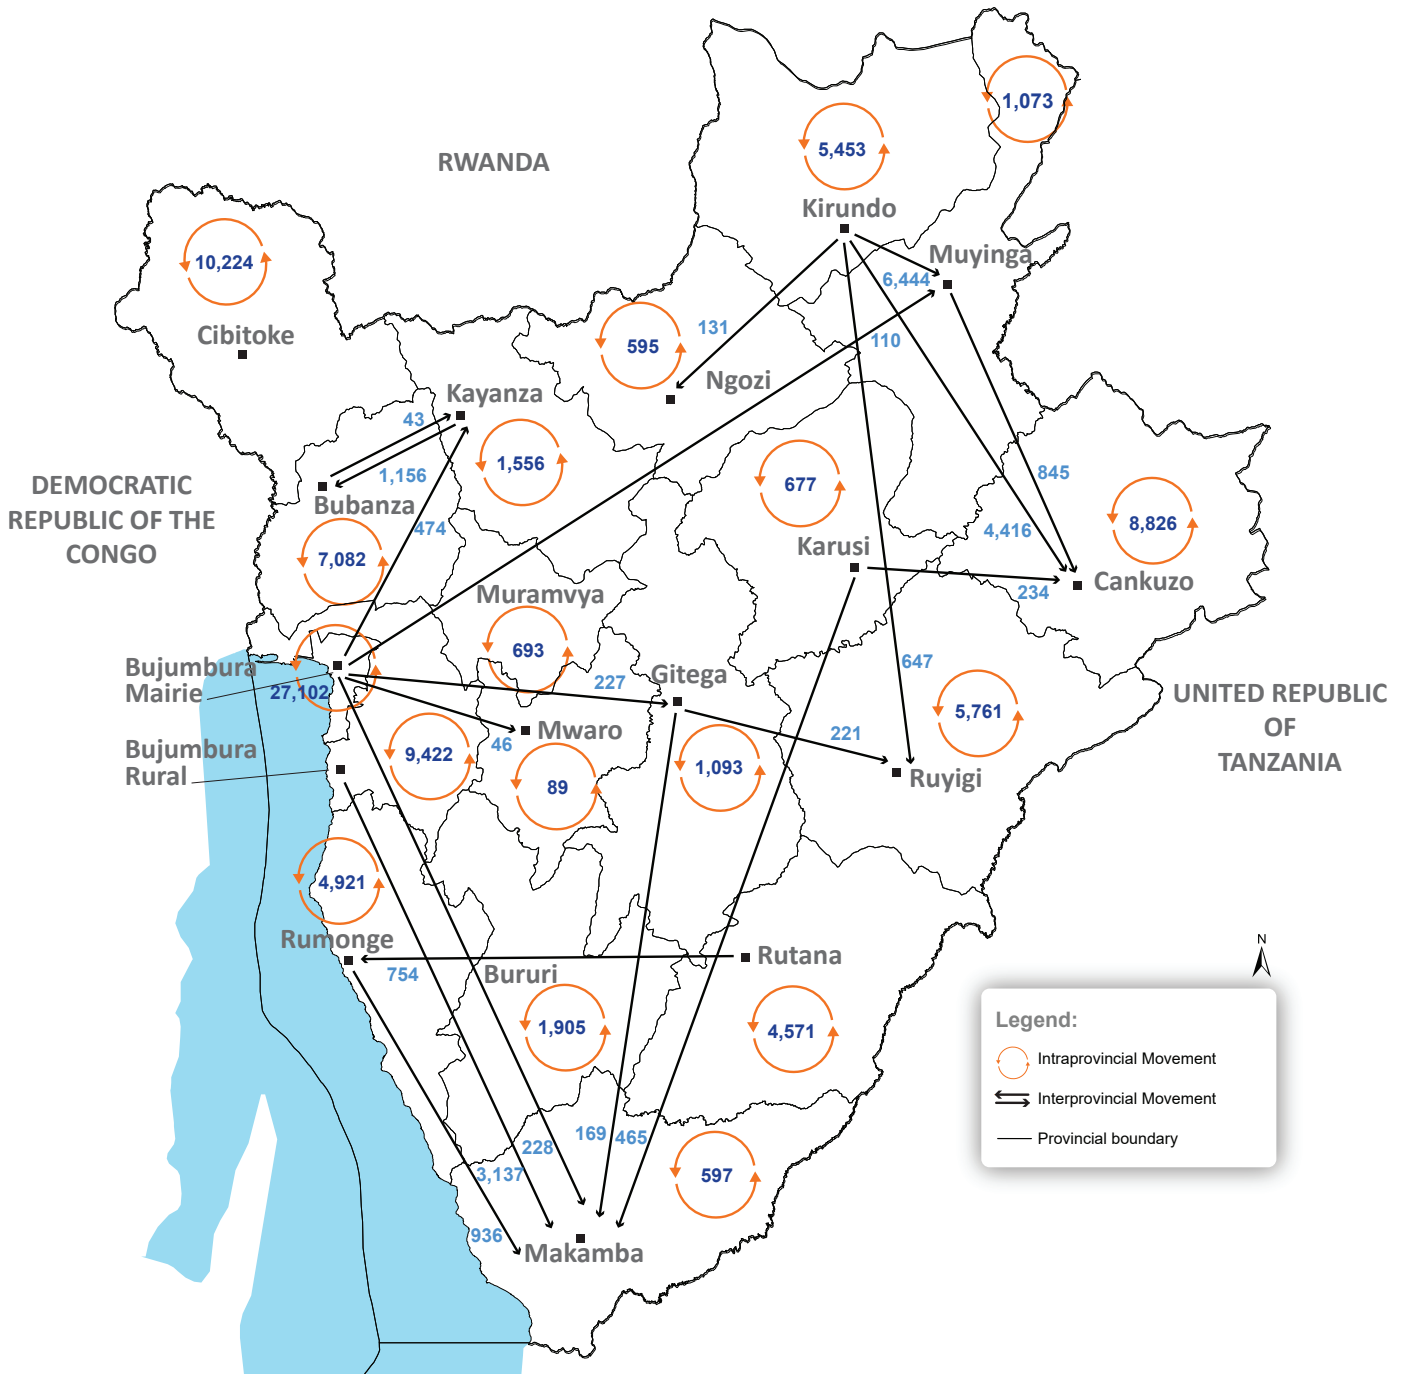 1,073
5,453
RWANDA
Kirundo
Muyinga
10,224
6,444
Cibitoke
131
110
595
Ngozi
Kayanza
43
1,156
1,556
845
DEMOCRATIC
REPUBLIC OF THE
CONGO
Bubanza
677
8,826
474
4,416
7,082
Karusi
Cankuzo
234
Muramvya
693
Bujumbura
Mairie
27,102
647
Gitega
227
UNITED REPUBLIC
OF
TANZANIA
5,761
Mwaro
46
221
Bujumbura
Rural
9,422
89
1,093
Ruyigi
4,921
Rumonge
754
Bururi
Rutana
N
1,905
4,571
Legend:
Intraprovincial Movement
Interprovincial Movement
Provincial boundary
169
465
228
3,137
597
936
Makamba